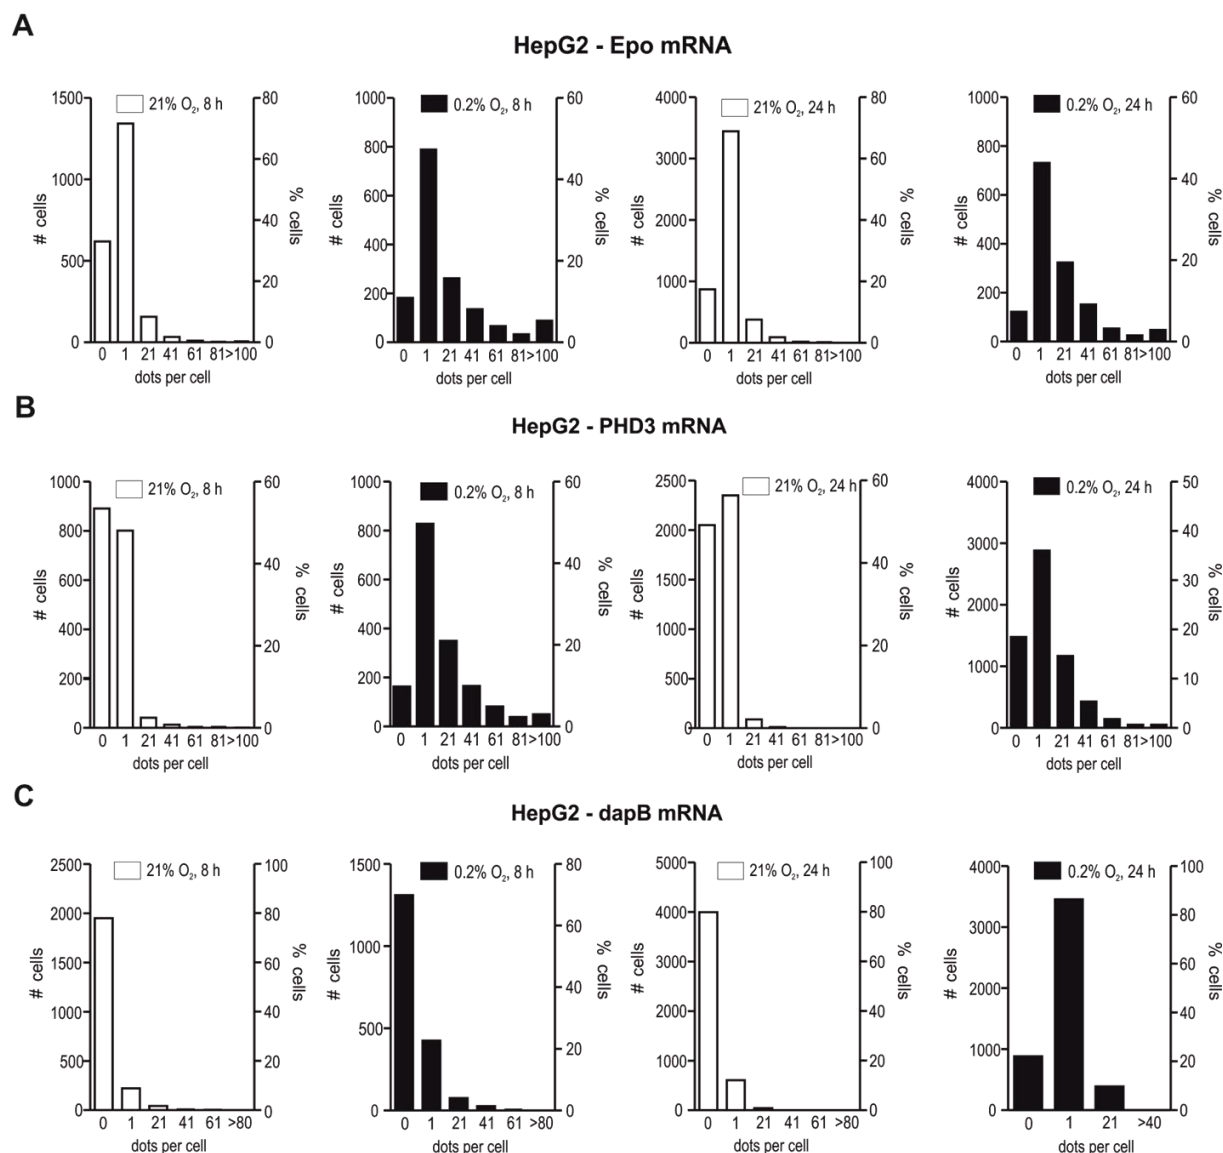 A
HepG2 - Epo mRNA
21% O₂, 8 h
0.2% O₂, 8 h
21% O₂, 24 h
0.2% O₂, 24 h
1500 1000 500 0
# cells
80 60 40 20 0
% cells
0 1 21 41 61 81 >100
dots per cell
1000 800 600 400 200 0
# cells
60 40 20 0
% cells
0 1 21 41 61 81 >100
dots per cell
4000 3000 2000 1000 0
# cells
80 60 40 20 0
% cells
0 1 21 41 61 81 >100
dots per cell
1000 800 600 400 200 0
# cells
60 40 20 0
% cells
0 1 21 41 61 81 >100
dots per cell
B
HepG2 - PHD3 mRNA
21% O₂, 8 h
0.2% O₂, 8 h
21% O₂, 24 h
0.2% O₂, 24 h
1000 800 600 400 200 0
# cells
60 40 20 0
% cells
0 1 21 41 61 81 >100
dots per cell
1000 800 600 400 200 0
# cells
60 40 20 0
% cells
0 1 21 41 61 81 >100
dots per cell
2500 2000 1500 1000 500 0
# cells
60 40 20 0
% cells
0 1 21 41 61 81 >100
dots per cell
4000 3000 2000 1000 0
# cells
50 40 30 20 10 0
% cells
0 1 21 41 61 81 >100
dots per cell
C
HepG2 - dapB mRNA
21% O₂, 8 h
0.2% O₂, 8 h
21% O₂, 24 h
0.2% O₂, 24 h
2500 2000 1500 1000 500 0
# cells
100 80 60 40 20 0
% cells
0 1 21 41 61 >80
dots per cell
1500 1000 500 0
# cells
80 60 40 20 0
% cells
0 1 21 41 61 >80
dots per cell
5000 4000 3000 2000 1000 0
# cells
100 80 60 40 20 0
% cells
0 1 21 41 61 >80
dots per cell
4000 3000 2000 1000 0
# cells
100 80 60 40 20 0
% cells
0 1 21 >40
dots per cell